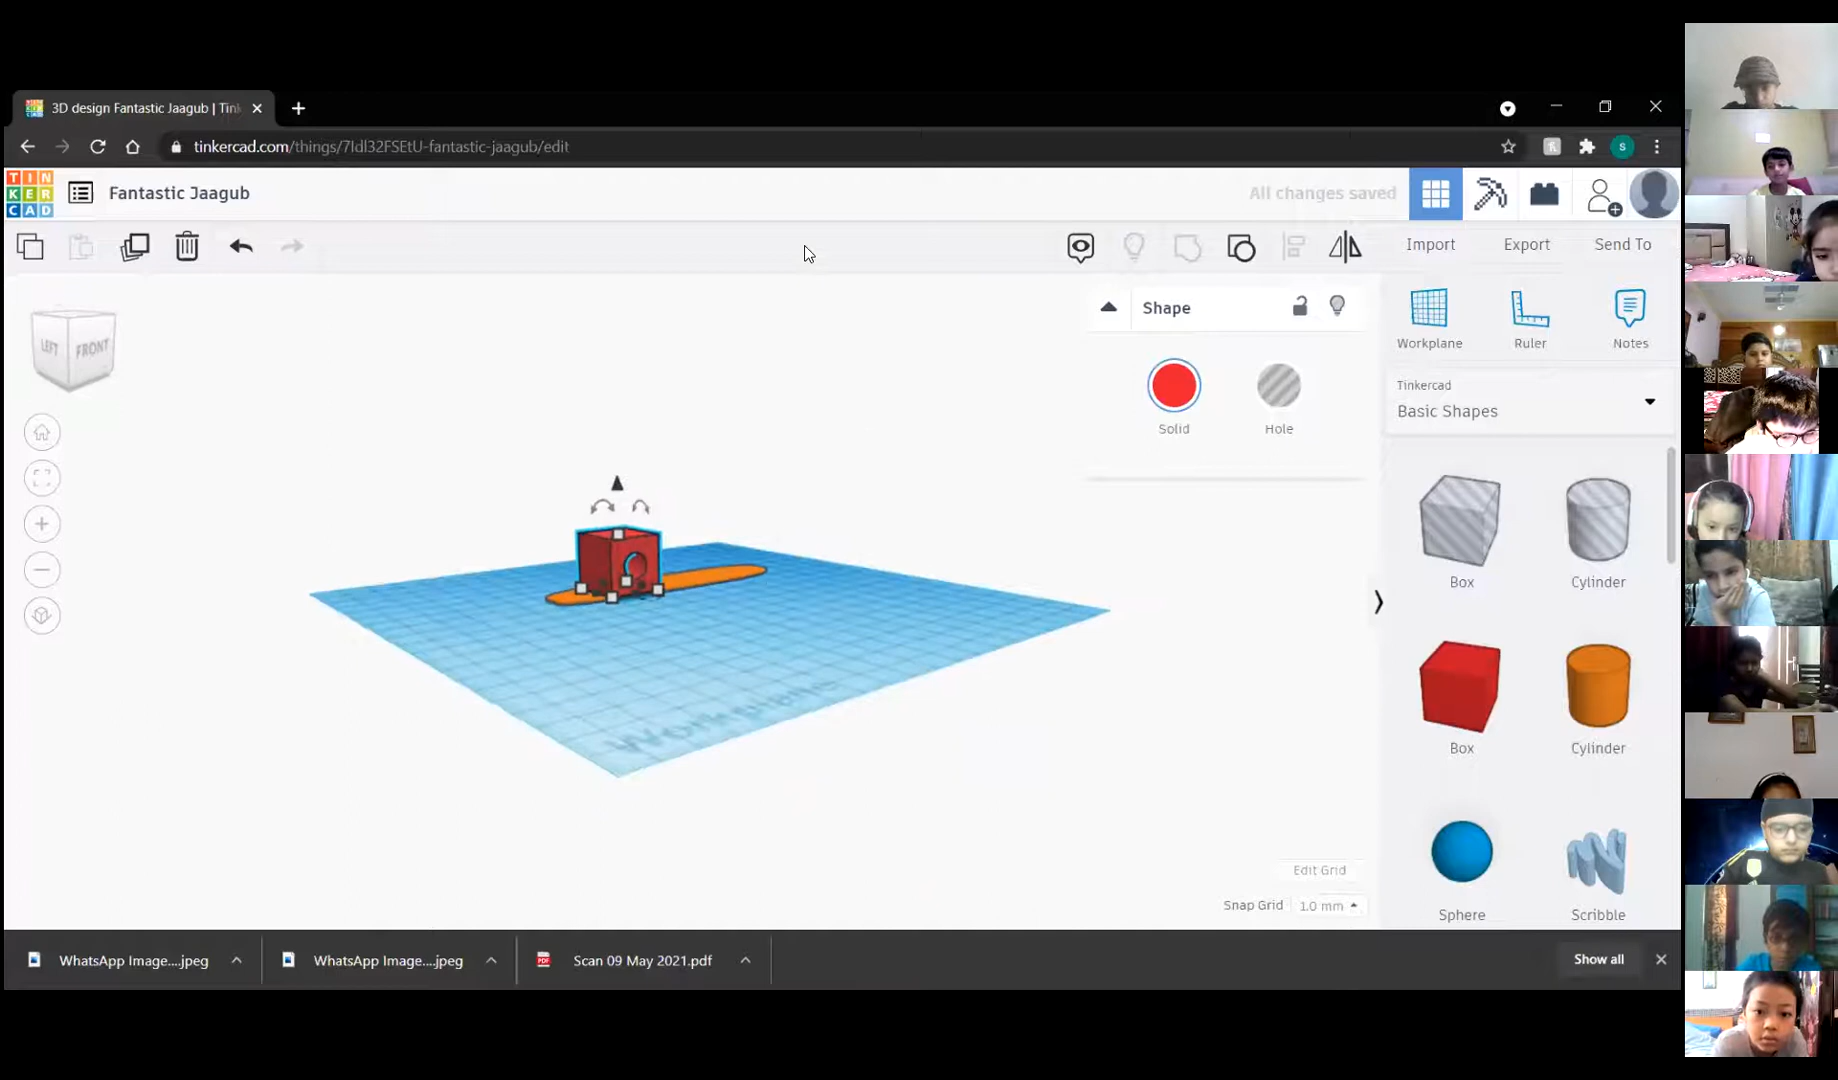 3D design Fantastic Jaagub | Tin
tinkercad.com/things/7Idl32FSEtU-fantastic-jaagub/edit
S
TIN
KER
CAD
Fantastic Jaagub
All changes saved
Import
Export
Send To
LEFT
FRONT
Shape
Solid
Hole
Workplane
Ruler
Notes
Tinkercad
Basic Shapes
Box
Cylinder
Box
Cylinder
Sphere
Scribble
Workplane
Edit Grid
Snap Grid 1.0 mm
WhatsApp Image....jpeg
WhatsApp Image....jpeg
PDF
Scan 09 May 2021.pdf
Show all